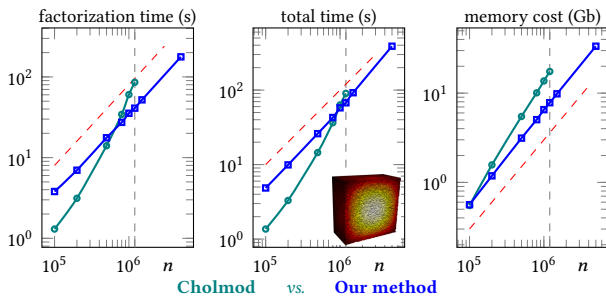 factorization time (s) total time (s) memory cost (Gb)
10² 10² 10¹
10¹ 10¹ 10⁰
10⁰ 10⁰
10⁵ 10⁶ n 10⁵ 10⁶ n 10⁵ 10⁶ n
Cholmod vs. Our method